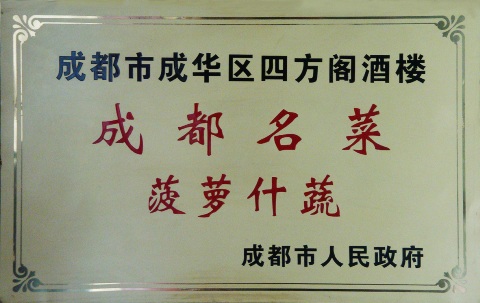 成都市成华区四方阁酒楼
成都名菜
菠萝什蔬
成都市人民政府